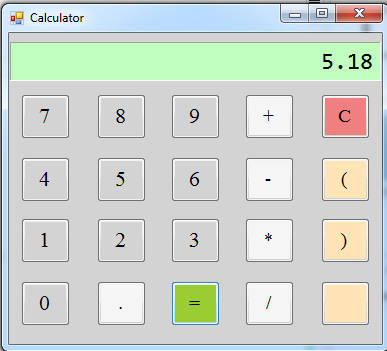 Calculator
5.18
7 8 9 + C
4 5 6 - (
1 2 3 * )
0 . = /